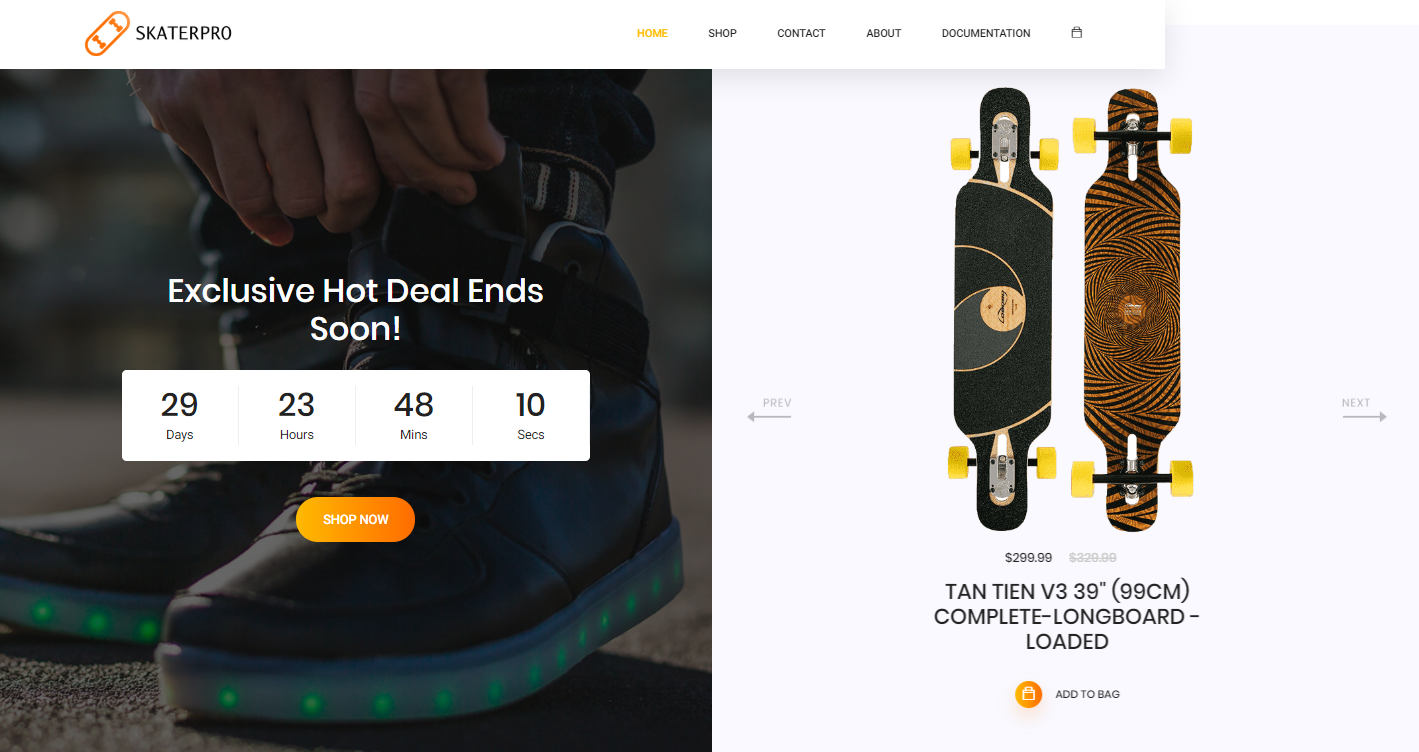 SKATERPRO
HOME SHOP CONTACT ABOUT DOCUMENTATION
Exclusive Hot Deal Ends
Soon!
29 23 48 10
Days Hours Mins Secs
SHOP NOW
PREV
NEXT
$299.99 $329.99
TAN TIEN V3 39" (99CM)
COMPLETE-LONGBOARD -
LOADED
ADD TO BAG